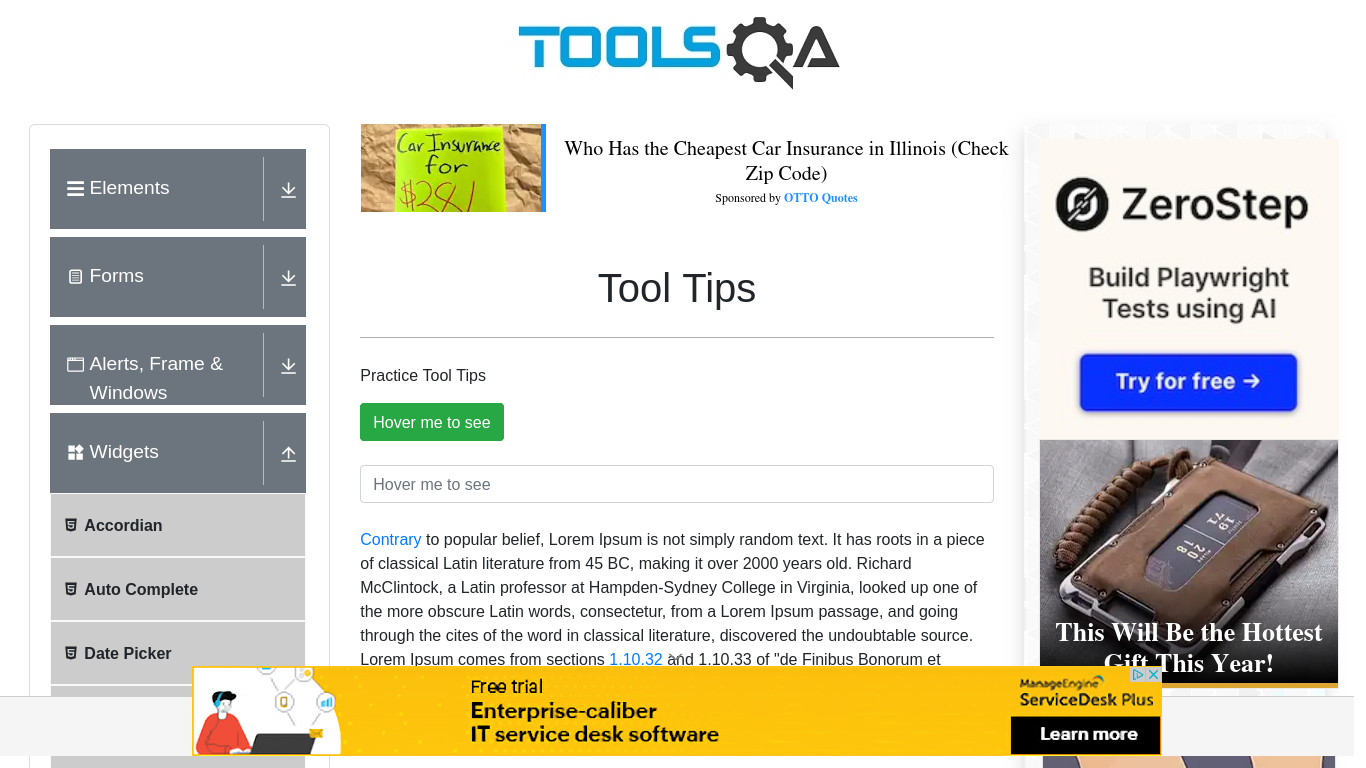 TOOLSQA
Elements
Forms
Alerts, Frame &
Windows
Widgets
Accordian
Auto Complete
Date Picker
Car Insurance
for
$28/
Who Has the Cheapest Car Insurance in Illinois (Check
Zip Code)
Sponsored by OTTO Quotes
Tool Tips
Practice Tool Tips
Hover me to see
Hover me to see
Contrary to popular belief, Lorem Ipsum is not simply random text. It has roots in a piece
of classical Latin literature from 45 BC, making it over 2000 years old. Richard
McClintock, a Latin professor at Hampden-Sydney College in Virginia, looked up one of
the more obscure Latin words, consectetur, from a Lorem Ipsum passage, and going
through the cites of the word in classical literature, discovered the undoubtable source.
Lorem Ipsum comes from sections 1.10.32 and 1.10.33 of "de Finibus Bonorum et
ZeroStep
Build Playwright
Tests using AI
Try for free →
This Will Be the Hottest
Gift This Year!
Free trial
Enterprise-caliber
IT service desk software
ManageEngine
ServiceDesk Plus
Learn more